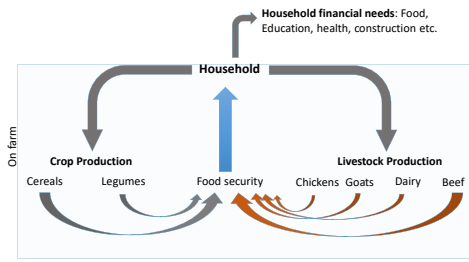 Household financial needs: Food,
Education, health, construction etc.
Household
On farm
Crop Production
Livestock Production
Cereals
Legumes
Food security
Chickens
Goats
Dairy
Beef